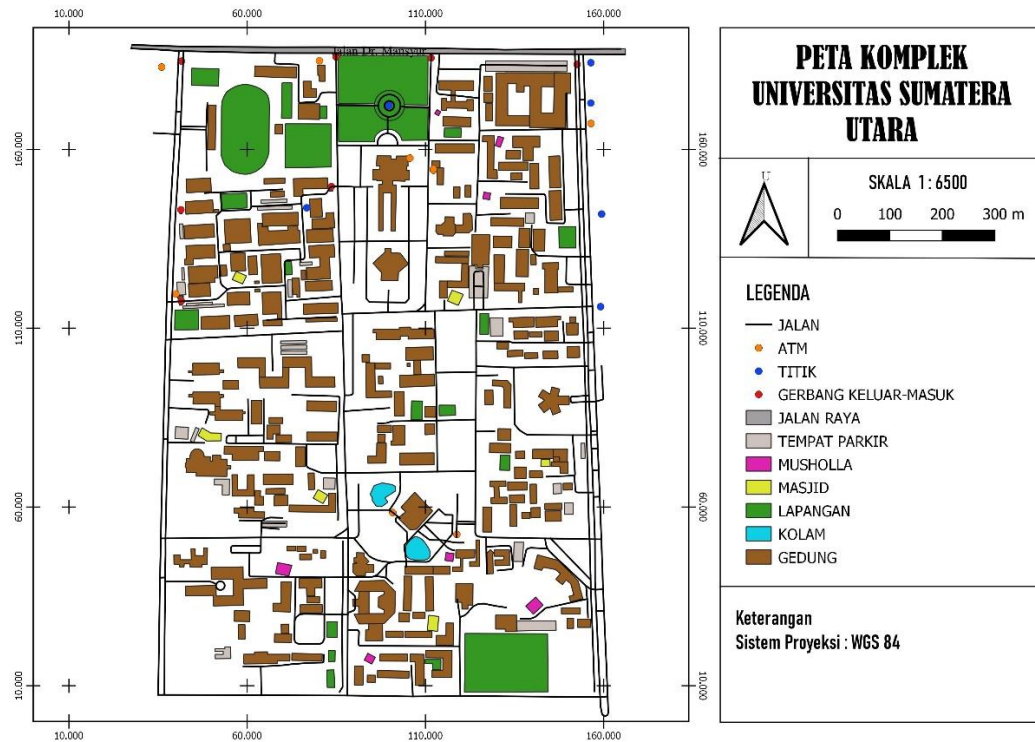 10.000 60.000 110.000 160.000
Jalan Dr. Mansyur
160.000 160.000
110.000 110.000
60.000 60.000
10.000 10.000
10.000 60.000 110.000 160.000
PETA KOMPLEK
UNIVERSITAS SUMATERA
UTARA
U
SKALA 1 : 6500
0 100 200 300 m
LEGENDA
JALAN
ATM
TITIK
GERBANG KELUAR-MASUK
JALAN RAYA
TEMPAT PARKIR
MUSHOLLA
MASJID
LAPANGAN
KOLAM
GEDUNG
Keterangan
Sistem Proyeksi : WGS 84